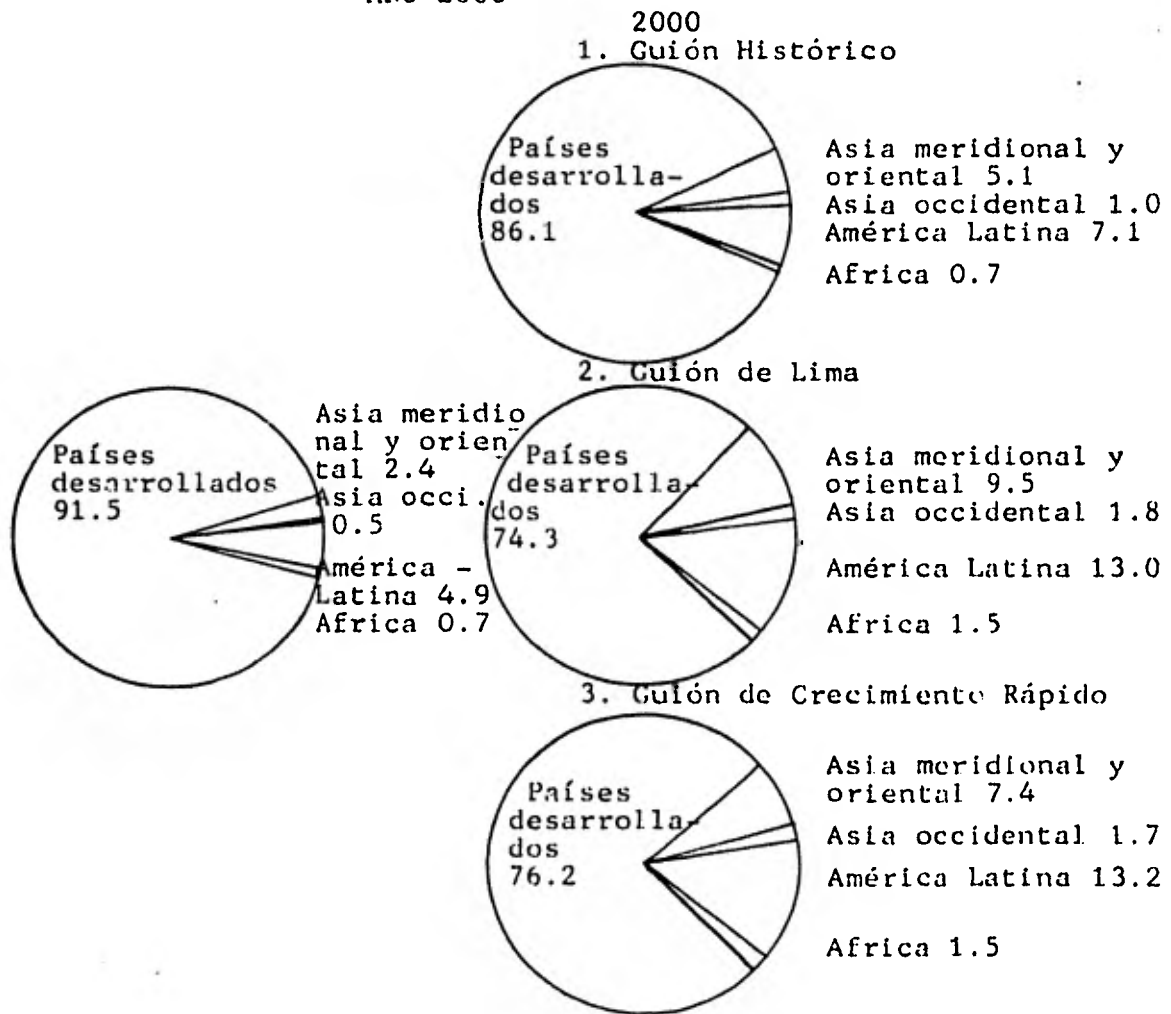 2000
1. Guión Histórico
Países
desarrolla-
dos
86.1
Asia meridional y
oriental 5.1
Asia occidental 1.0
América Latina 7.1
Africa 0.7
2. Guión de Lima
Países
desarrollados
91.5
Asia meridio
nal y orien-
tal 2.4
Asia occi.
0.5
América -
Latina 4.9
Africa 0.7
Países
desarrolla-
dos
74.3
Asia meridional y
oriental 9.5
Asia occidental 1.8
América Latina 13.0
Africa 1.5
3. Guión de Crecimiento Rápido
Países
desarrolla-
dos
76.2
Asia meridional y
oriental 7.4
Asia occidental 1.7
América Latina 13.2
Africa 1.5